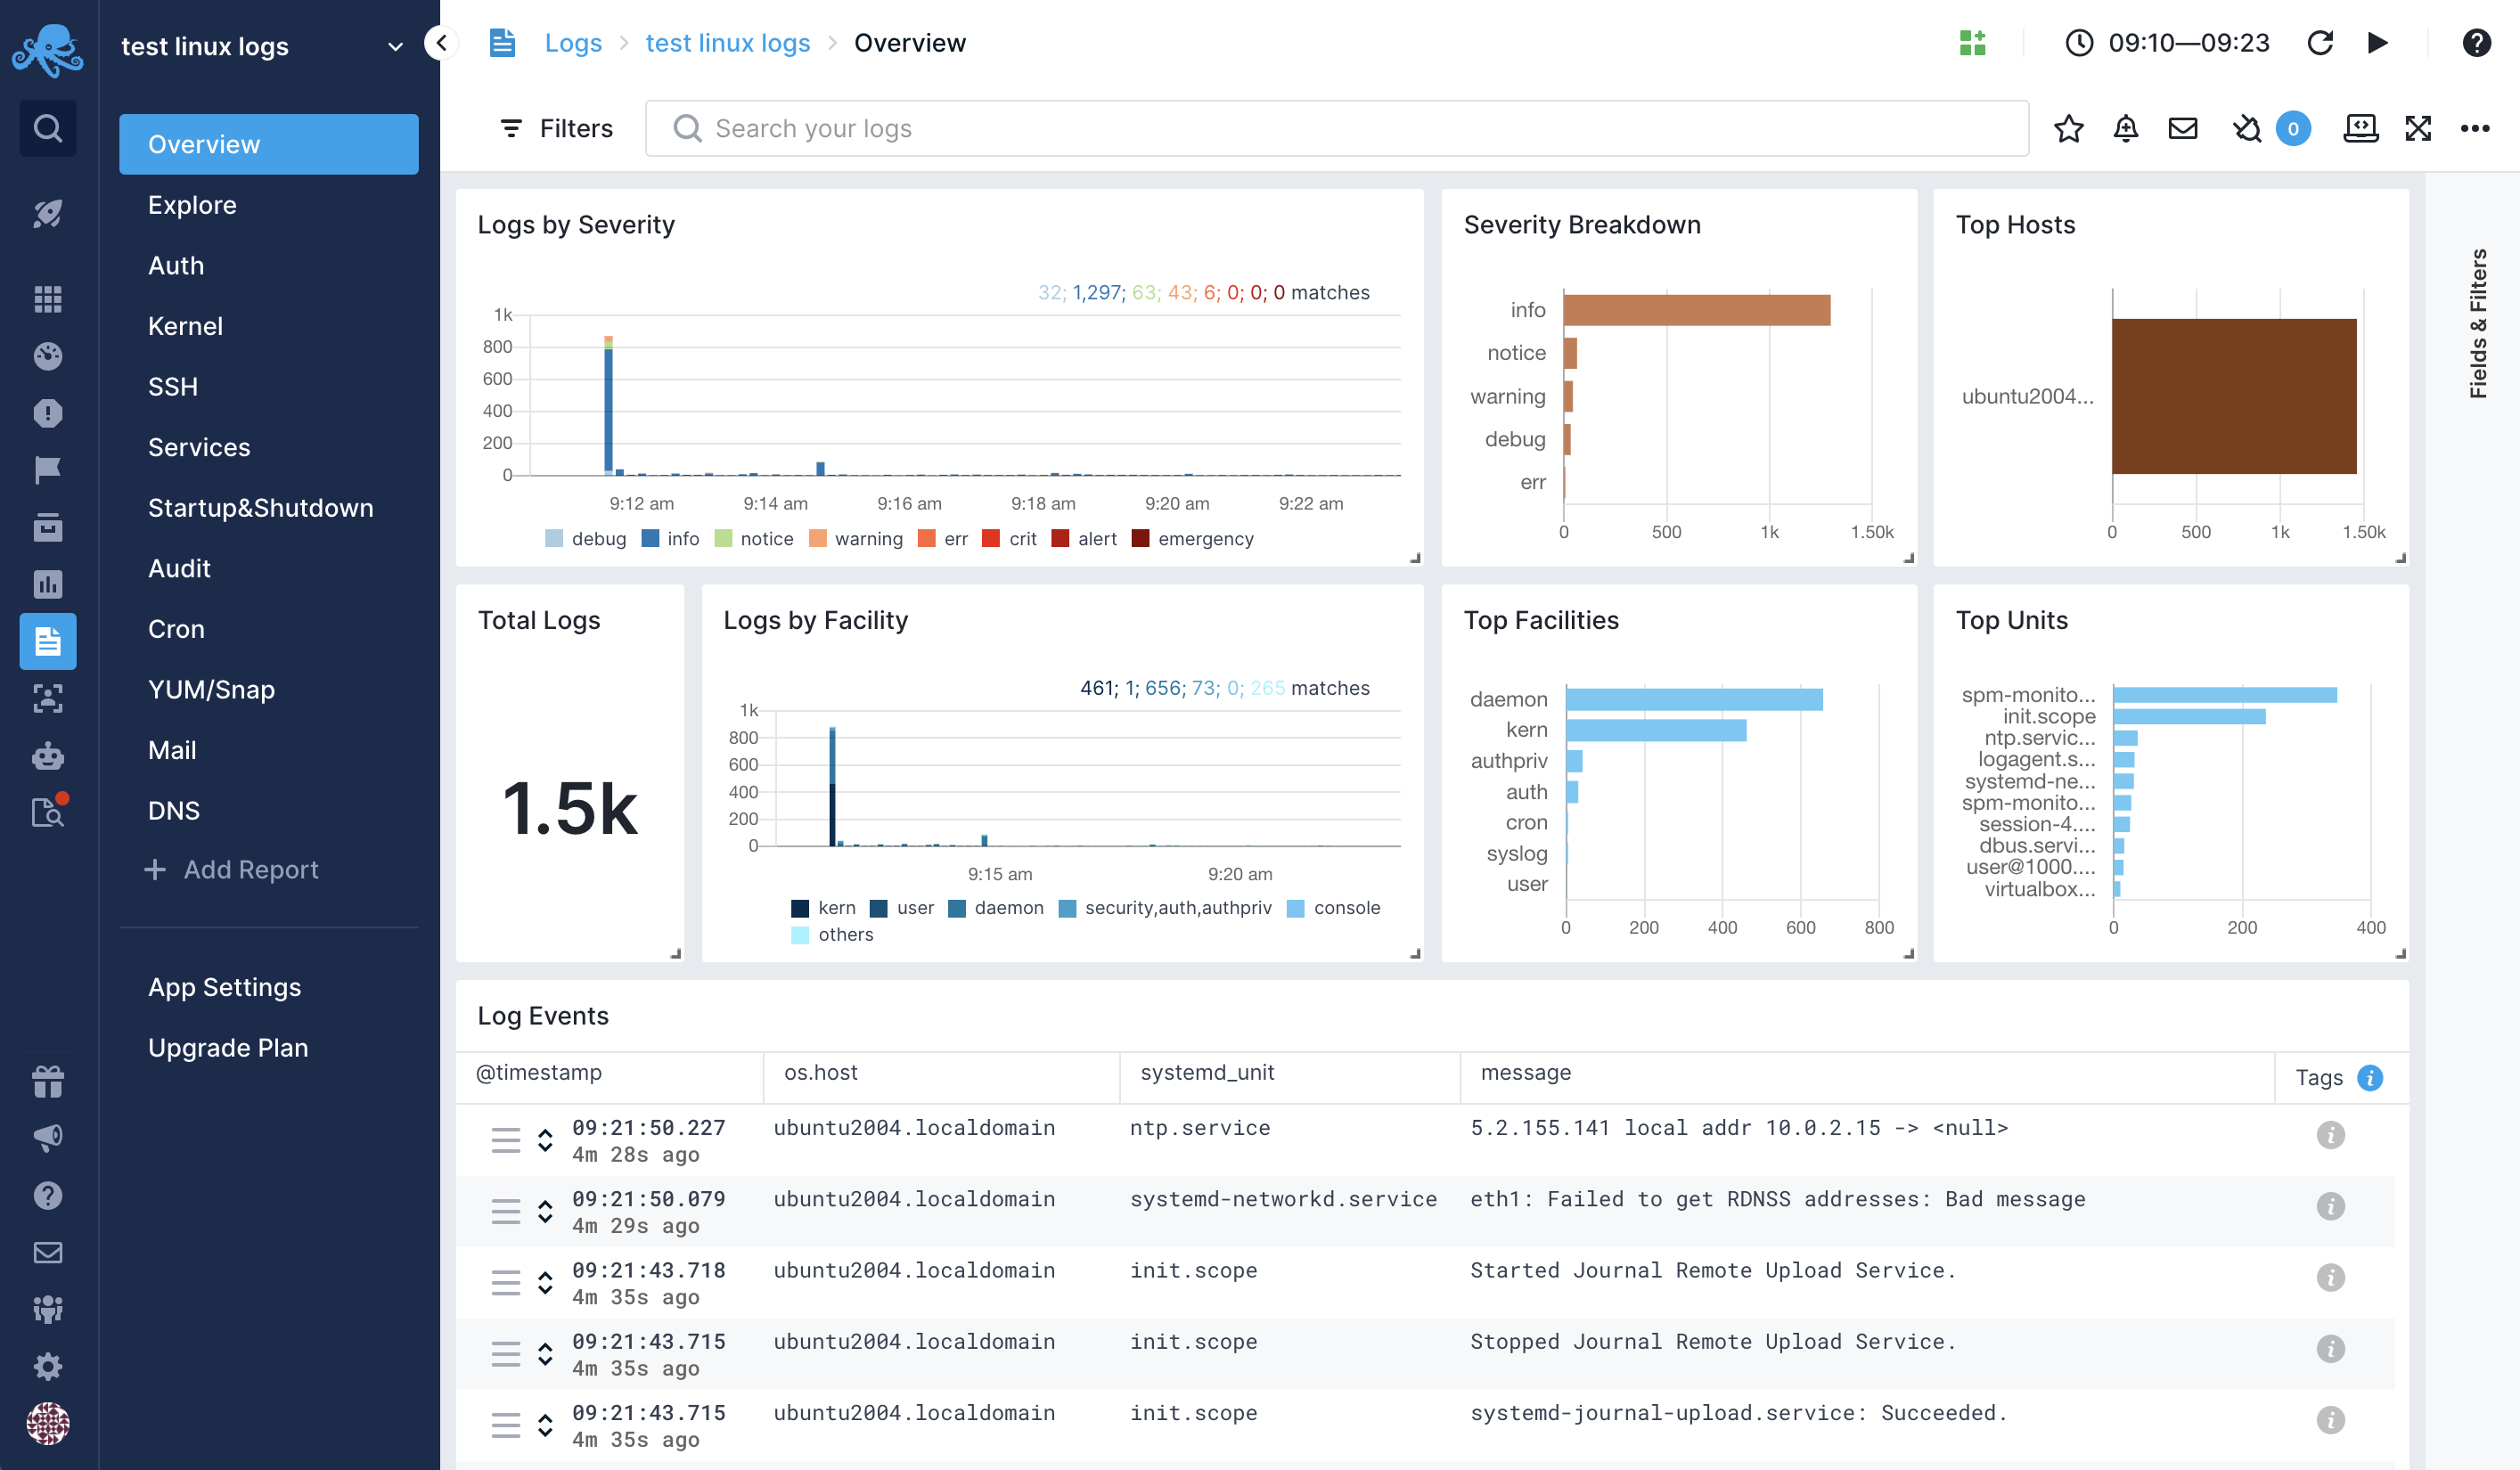 test linux logs
Overview
Explore
Auth
Kernel
SSH
Services
Startup&Shutdown
Audit
Cron
YUM/Snap
Mail
DNS
Add Report
App Settings
Upgrade Plan
Logs > test linux logs > Overview
09:10—09:23
Filters
Search your logs
0
Logs by Severity
32; 1,297; 63; 43; 6; 0; 0; 0 matches
1k
800
600
400
200
0
9:12 am 9:14 am 9:16 am 9:18 am 9:20 am 9:22 am
debug info notice warning err crit alert emergency
Severity Breakdown
info
notice
warning
debug
err
0 500 1k 1.50k
Top Hosts
ubuntu2004...
0 500 1k 1.50k
Fields & Filters
Total Logs
1.5k
Logs by Facility
461; 1; 656; 73; 0; 265 matches
1k
800
600
400
200
0
9:15 am 9:20 am
kern user daemon security,auth,authpriv console
others
Top Facilities
daemon
kern
authpriv
auth
cron
syslog
user
0 200 400 600 800
Top Units
spm-monito...
init.scope
ntp.servic...
logagent.s...
systemd-ne...
spm-monito...
session-4....
dbus.servi...
user@1000....
virtualbox...
0 200 400
Log Events
@timestamp os.host systemd_unit message Tags
09:21:50.227 ubuntu2004.localdomain ntp.service 5.2.155.141 local addr 10.0.2.15 -> <null>
4m 28s ago
09:21:50.079 ubuntu2004.localdomain systemd-networkd.service eth1: Failed to get RDNSS addresses: Bad message
4m 29s ago
09:21:43.718 ubuntu2004.localdomain init.scope Started Journal Remote Upload Service.
4m 35s ago
09:21:43.715 ubuntu2004.localdomain init.scope Stopped Journal Remote Upload Service.
4m 35s ago
09:21:43.715 ubuntu2004.localdomain init.scope systemd-journal-upload.service: Succeeded.
4m 35s ago